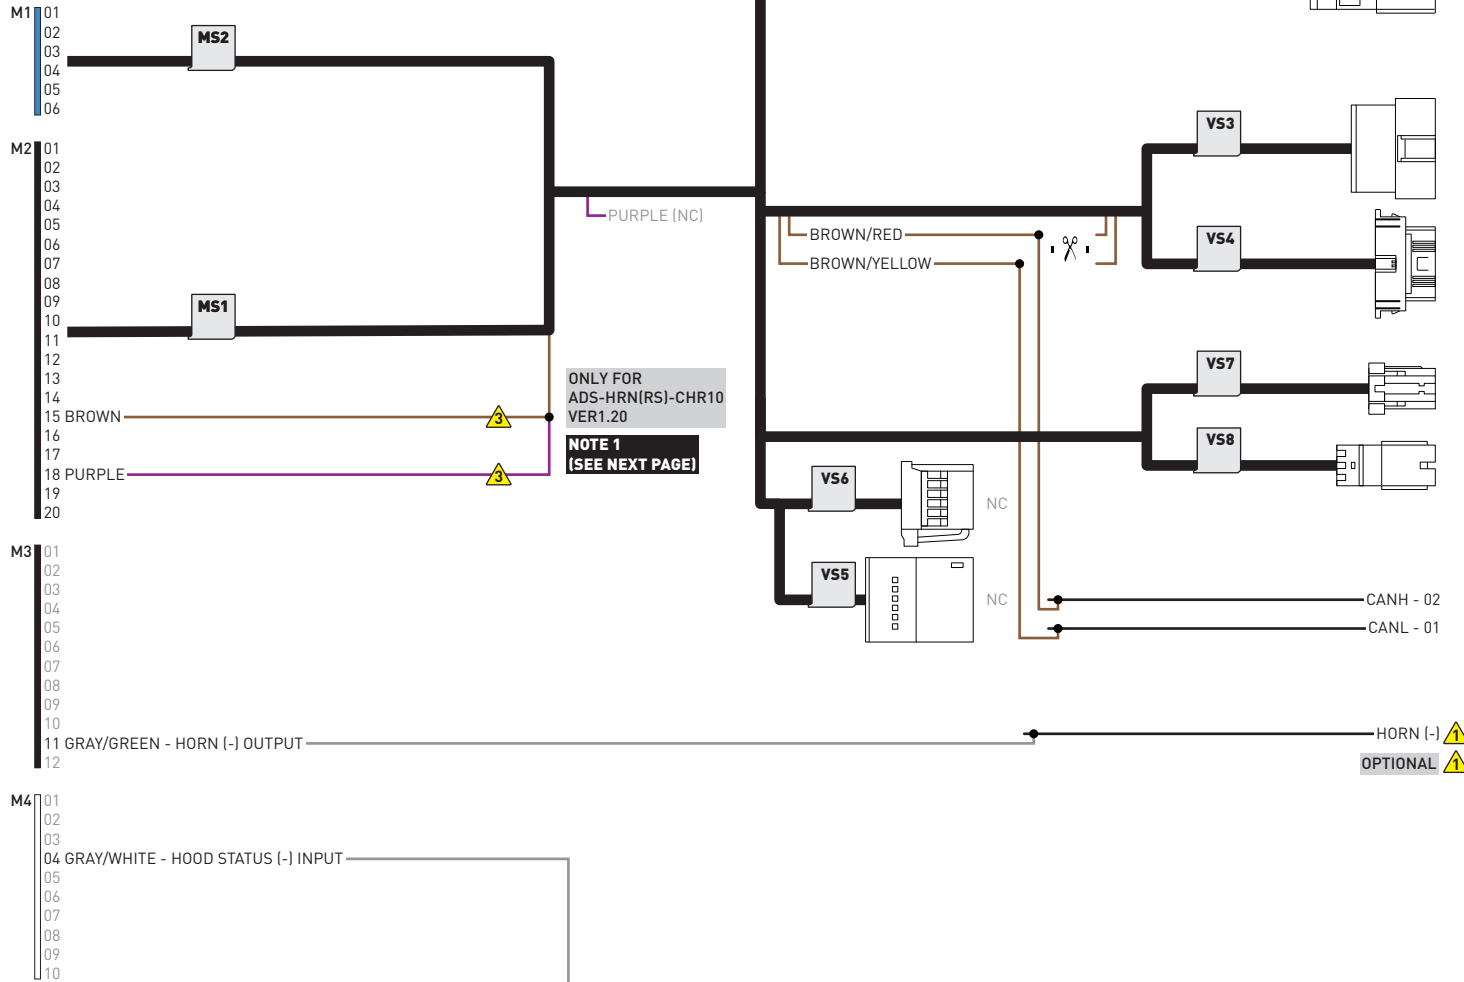 M1 01
02
03
04
05
06
MS2
M2 01
02
03
04
05
06
07
08
09
10
11
12
13
14
15 BROWN
16
17
18 PURPLE
19
20
MS1
3
3
PURPLE (NC)
ONLY FOR
ADS-HRN(RS)-CHR10
VER1.20
NOTE 1
(SEE NEXT PAGE)
BROWN/RED
BROWN/YELLOW
VS3
VS4
VS7
VS8
VS6
NC
VS5
NC
CANH - 02
CANL - 01
M3 01
02
03
04
05
06
07
08
09
10
11 GRAY/GREEN - HORN (-) OUTPUT
12
HORN (-) 1
OPTIONAL 1
M4 01
02
03
04 GRAY/WHITE - HOOD STATUS (-) INPUT
05
06
07
08
09
10